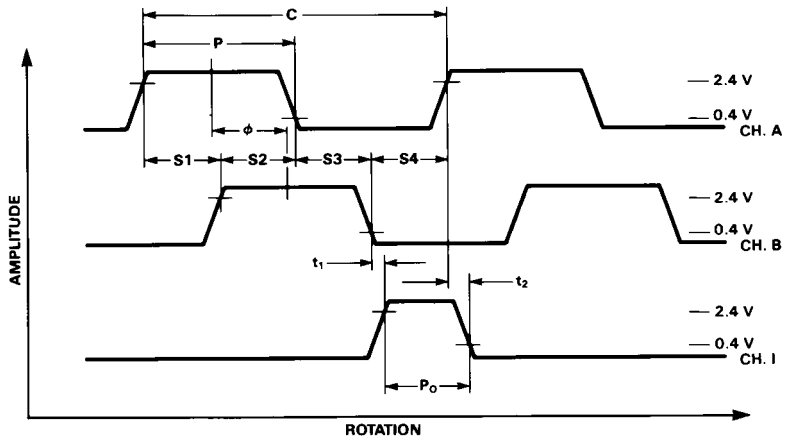 C
P
2.4 V
0.4 V
CH. A
ϕ
S1 S2 S3 S4
2.4 V
0.4 V
CH. B
t1
t2
2.4 V
0.4 V
CH. I
PO
AMPLITUDE
ROTATION